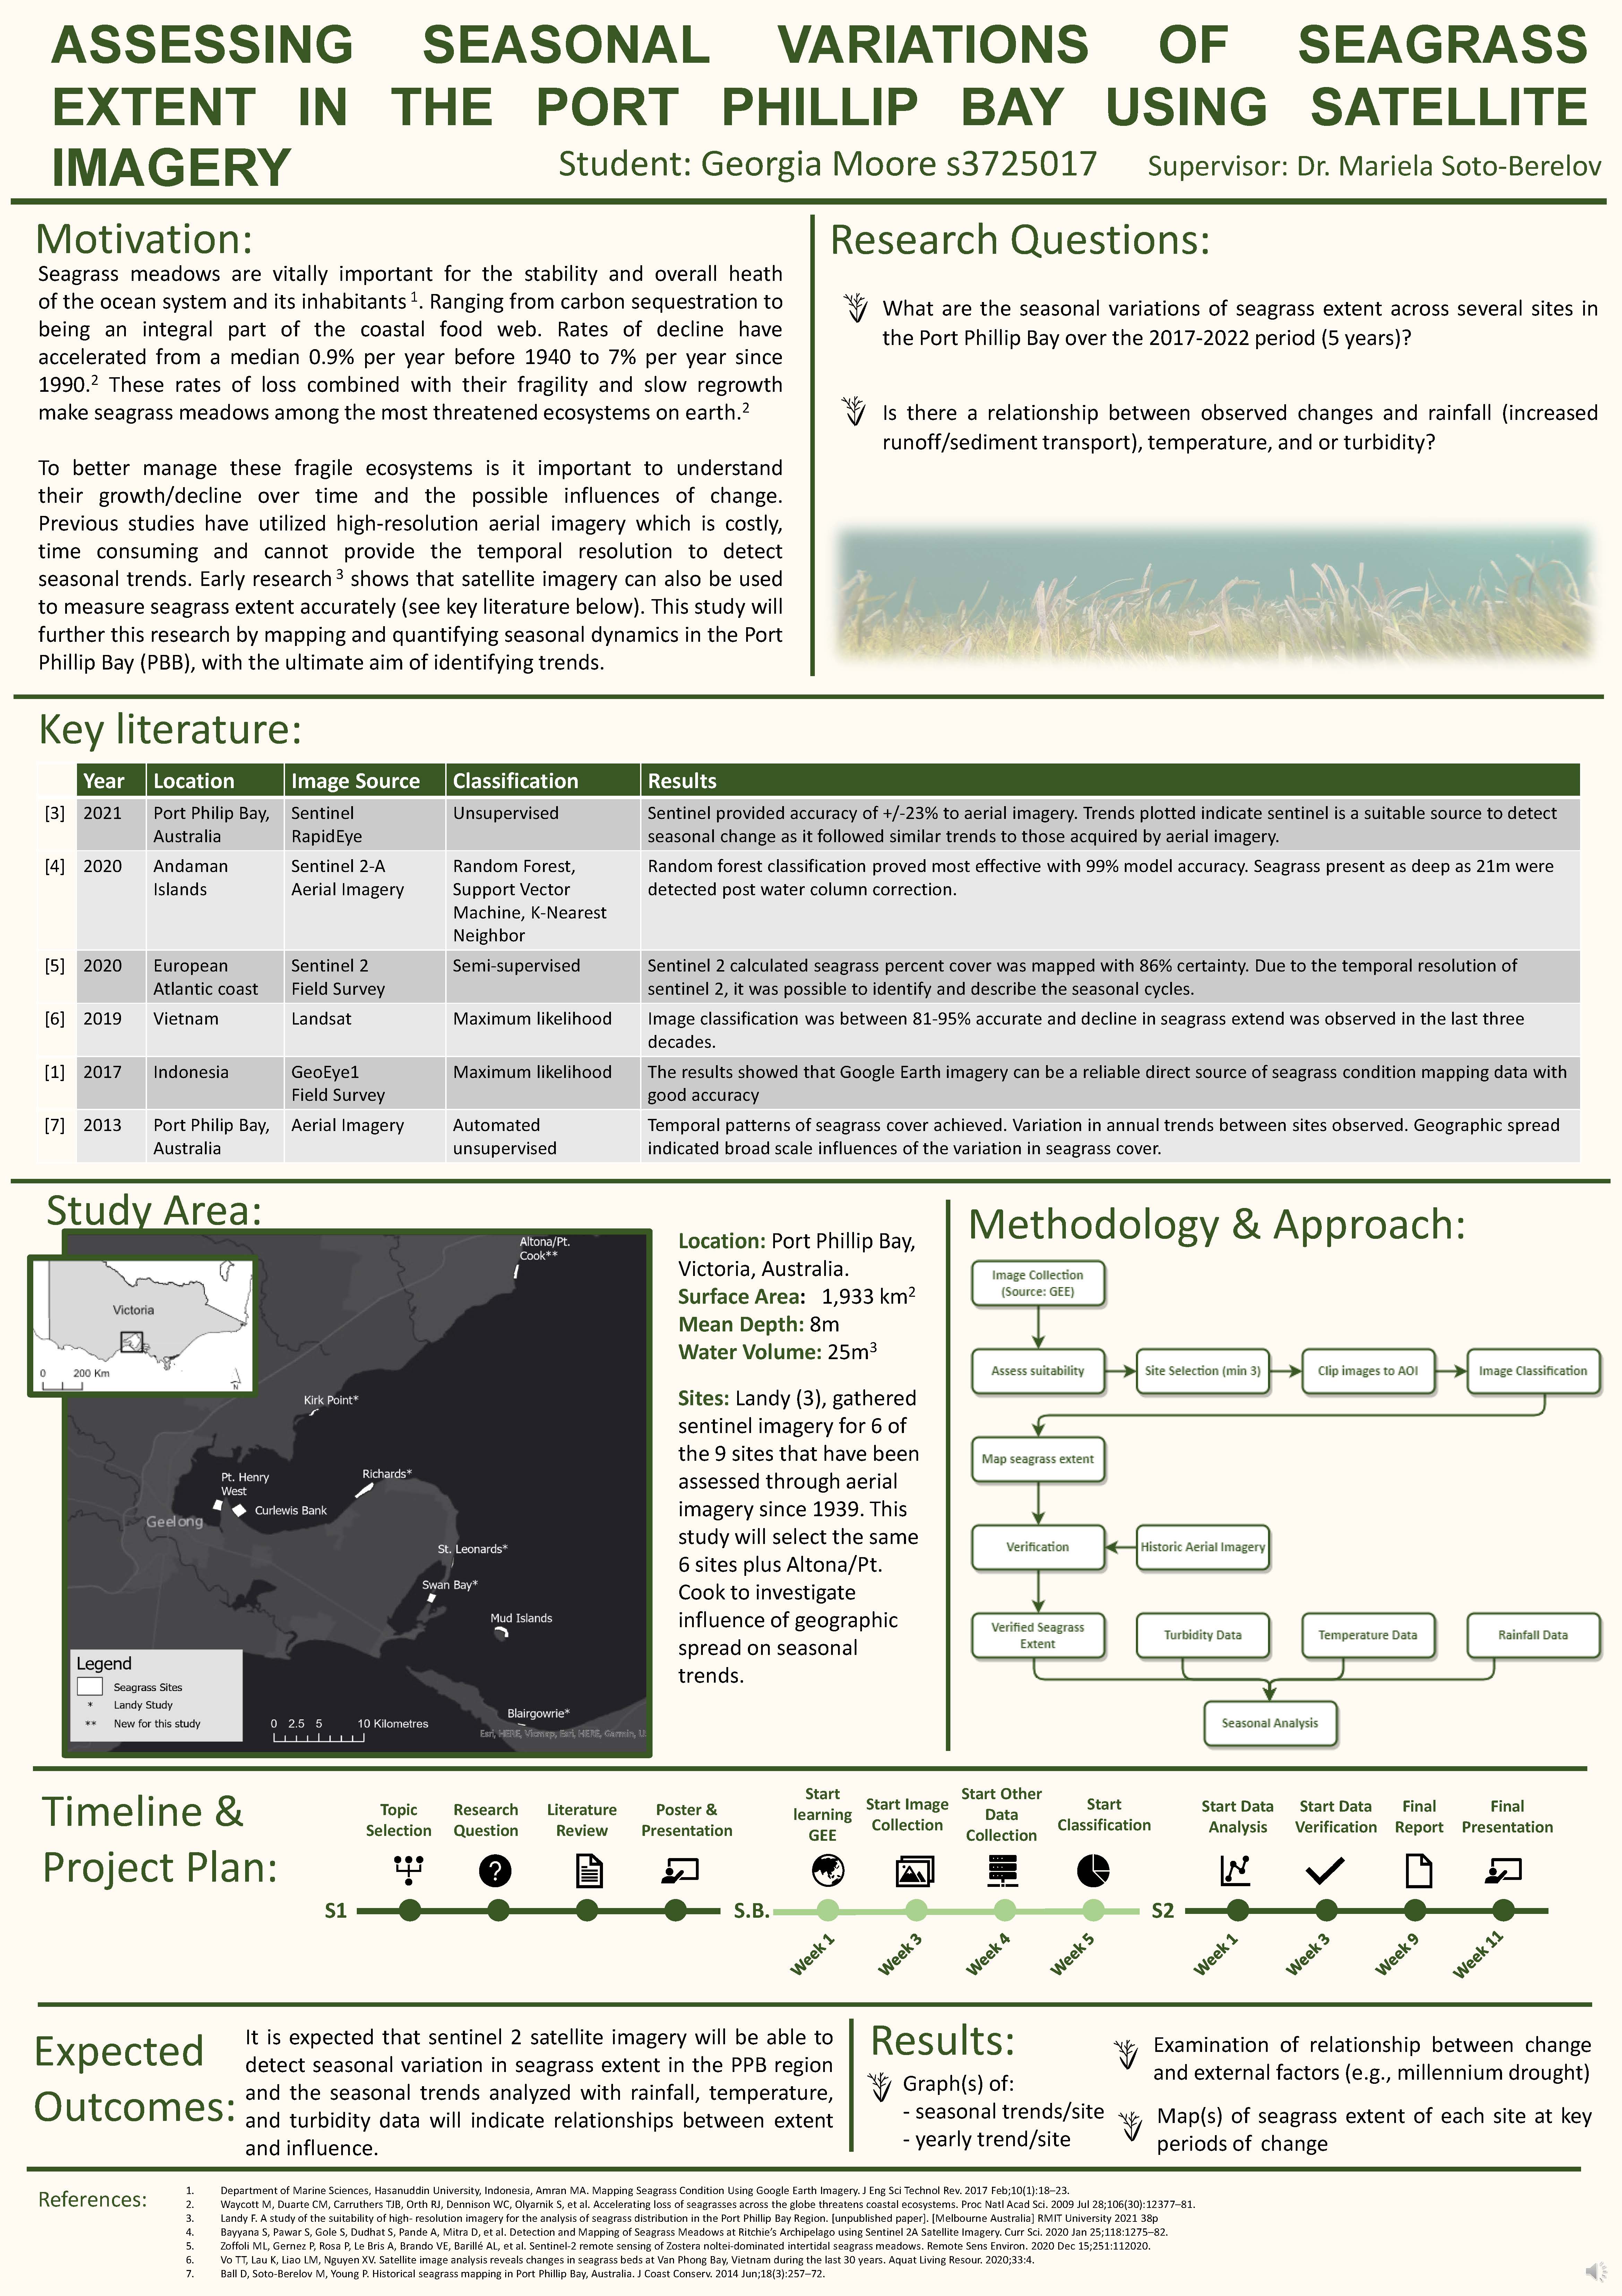 ASSESSING SEASONAL VARIATIONS OF SEAGRASS
EXTENT IN THE PORT PHILLIP BAY USING SATELLITE
IMAGERY
Student: Georgia Moore s3725017
Supervisor: Dr. Mariela Soto-Berelov
Motivation:
Seagrass meadows are vitally important for the stability and overall heath
of the ocean system and its inhabitants 1. Ranging from carbon sequestration to
being an integral part of the coastal food web. Rates of decline have
accelerated from a median 0.9% per year before 1940 to 7% per year since
1990.2 These rates of loss combined with their fragility and slow regrowth
make seagrass meadows among the most threatened ecosystems on earth.2
To better manage these fragile ecosystems is it important to understand
their growth/decline over time and the possible influences of change.
Previous studies have utilized high-resolution aerial imagery which is costly,
time consuming and cannot provide the temporal resolution to detect
seasonal trends. Early research 3 shows that satellite imagery can also be used
to measure seagrass extent accurately (see key literature below). This study will
further this research by mapping and quantifying seasonal dynamics in the Port
Phillip Bay (PBB), with the ultimate aim of identifying trends.
Research Questions:
What are the seasonal variations of seagrass extent across several sites in
the Port Phillip Bay over the 2017-2022 period (5 years)?
Is there a relationship between observed changes and rainfall (increased
runoff/sediment transport), temperature, and or turbidity?
Key literature:
Year Location Image Source Classification Results
[3] 2021 Port Philip Bay, Sentinel Unsupervised Sentinel provided accuracy of +/-23% to aerial imagery. Trends plotted indicate sentinel is a suitable source to detect
Australia RapidEye seasonal change as it followed similar trends to those acquired by aerial imagery.
[4] 2020 Andaman Sentinel 2-A Random Forest, Random forest classification proved most effective with 99% model accuracy. Seagrass present as deep as 21m were
Islands Aerial Imagery Support Vector detected post water column correction.
Machine, K-Nearest
Neighbor
[5] 2020 European Sentinel 2 Semi-supervised Sentinel 2 calculated seagrass percent cover was mapped with 86% certainty. Due to the temporal resolution of
Atlantic coast Field Survey sentinel 2, it was possible to identify and describe the seasonal cycles.
[6] 2019 Vietnam Landsat Maximum likelihood Image classification was between 81-95% accurate and decline in seagrass extend was observed in the last three
decades.
[1] 2017 Indonesia GeoEye1 Maximum likelihood The results showed that Google Earth imagery can be a reliable direct source of seagrass condition mapping data with
Field Survey good accuracy
[7] 2013 Port Philip Bay, Aerial Imagery Automated Temporal patterns of seagrass cover achieved. Variation in annual trends between sites observed. Geographic spread
Australia unsupervised indicated broad scale influences of the variation in seagrass cover.
Study Area:
Victoria
0 200 Km
N
Altona/Pt.
Cook**
Kirk Point*
Pt. Henry
West
Richards*
Curlewis Bank
Geelong
St. Leonards*
Swan Bay*
Mud Islands
Blairgowrie*
Legend
Seagrass Sites
* Landy Study
** New for this study
0 2.5 5 10 Kilometres
Esri, HERE, Vicmap, Esri, HERE, Garmin, U
Location: Port Phillip Bay,
Victoria, Australia.
Surface Area: 1,933 km2
Mean Depth: 8m
Water Volume: 25m3
Sites: Landy (3), gathered
sentinel imagery for 6 of
the 9 sites that have been
assessed through aerial
imagery since 1939. This
study will select the same
6 sites plus Altona/Pt.
Cook to investigate
influence of geographic
spread on seasonal
trends.
Methodology & Approach:
Image Collection
(Source: GEE)
Assess suitability Site Selection (min 3) Clip images to AOI Image Classification
Map seagrass extent
Verification Historic Aerial Imagery
Verified Seagrass
Extent
Turbidity Data Temperature Data Rainfall Data
Seasonal Analysis
Timeline &
Project Plan:
Topic
Selection
Research
Question
Literature
Review
Poster &
Presentation
Start
learning
GEE
Start Image
Collection
Start Other
Data
Collection
Start
Classification
Start Data
Analysis
Start Data
Verification
Final
Report
Final
Presentation
S1 S.B. S2
Week 1 Week 3 Week 4 Week 5 Week 1 Week 3 Week 9 Week 11
Expected
Outcomes:
It is expected that sentinel 2 satellite imagery will be able to
detect seasonal variation in seagrass extent in the PPB region
and the seasonal trends analyzed with rainfall, temperature,
and turbidity data will indicate relationships between extent
and influence.
Results:
Graph(s) of:
- seasonal trends/site
- yearly trend/site
Examination of relationship between change
and external factors (e.g., millennium drought)
Map(s) of seagrass extent of each site at key
periods of change
References:
1. Department of Marine Sciences, Hasanuddin University, Indonesia, Amran MA. Mapping Seagrass Condition Using Google Earth Imagery. J Eng Sci Technol Rev. 2017 Feb;10(1):18–23.
2. Waycott M, Duarte CM, Carruthers TJB, Orth RJ, Dennison WC, Olyarnik S, et al. Accelerating loss of seagrasses across the globe threatens coastal ecosystems. Proc Natl Acad Sci. 2009 Jul 28;106(30):12377–81.
3. Landy F. A study of the suitability of high- resolution imagery for the analysis of seagrass distribution in the Port Phillip Bay Region. [unpublished paper]. [Melbourne Australia] RMIT University 2021 38p
4. Bayyana S, Pawar S, Gole S, Dudhat S, Pande A, Mitra D, et al. Detection and Mapping of Seagrass Meadows at Ritchie's Archipelago using Sentinel 2A Satellite Imagery. Curr Sci. 2020 Jan 25;118:1275–82.
5. Zoffoli ML, Gernez P, Rosa P, Le Bris A, Brando VE, Barillé AL, et al. Sentinel-2 remote sensing of Zostera noltei-dominated intertidal seagrass meadows. Remote Sens Environ. 2020 Dec 15;251:112020.
6. Vo TT, Lau K, Liao LM, Nguyen XV. Satellite image analysis reveals changes in seagrass beds at Van Phong Bay, Vietnam during the last 30 years. Aquat Living Resour. 2020;33:4.
7. Ball D, Soto-Berelov M, Young P. Historical seagrass mapping in Port Phillip Bay, Australia. J Coast Conserv. 2014 Jun;18(3):257–72.